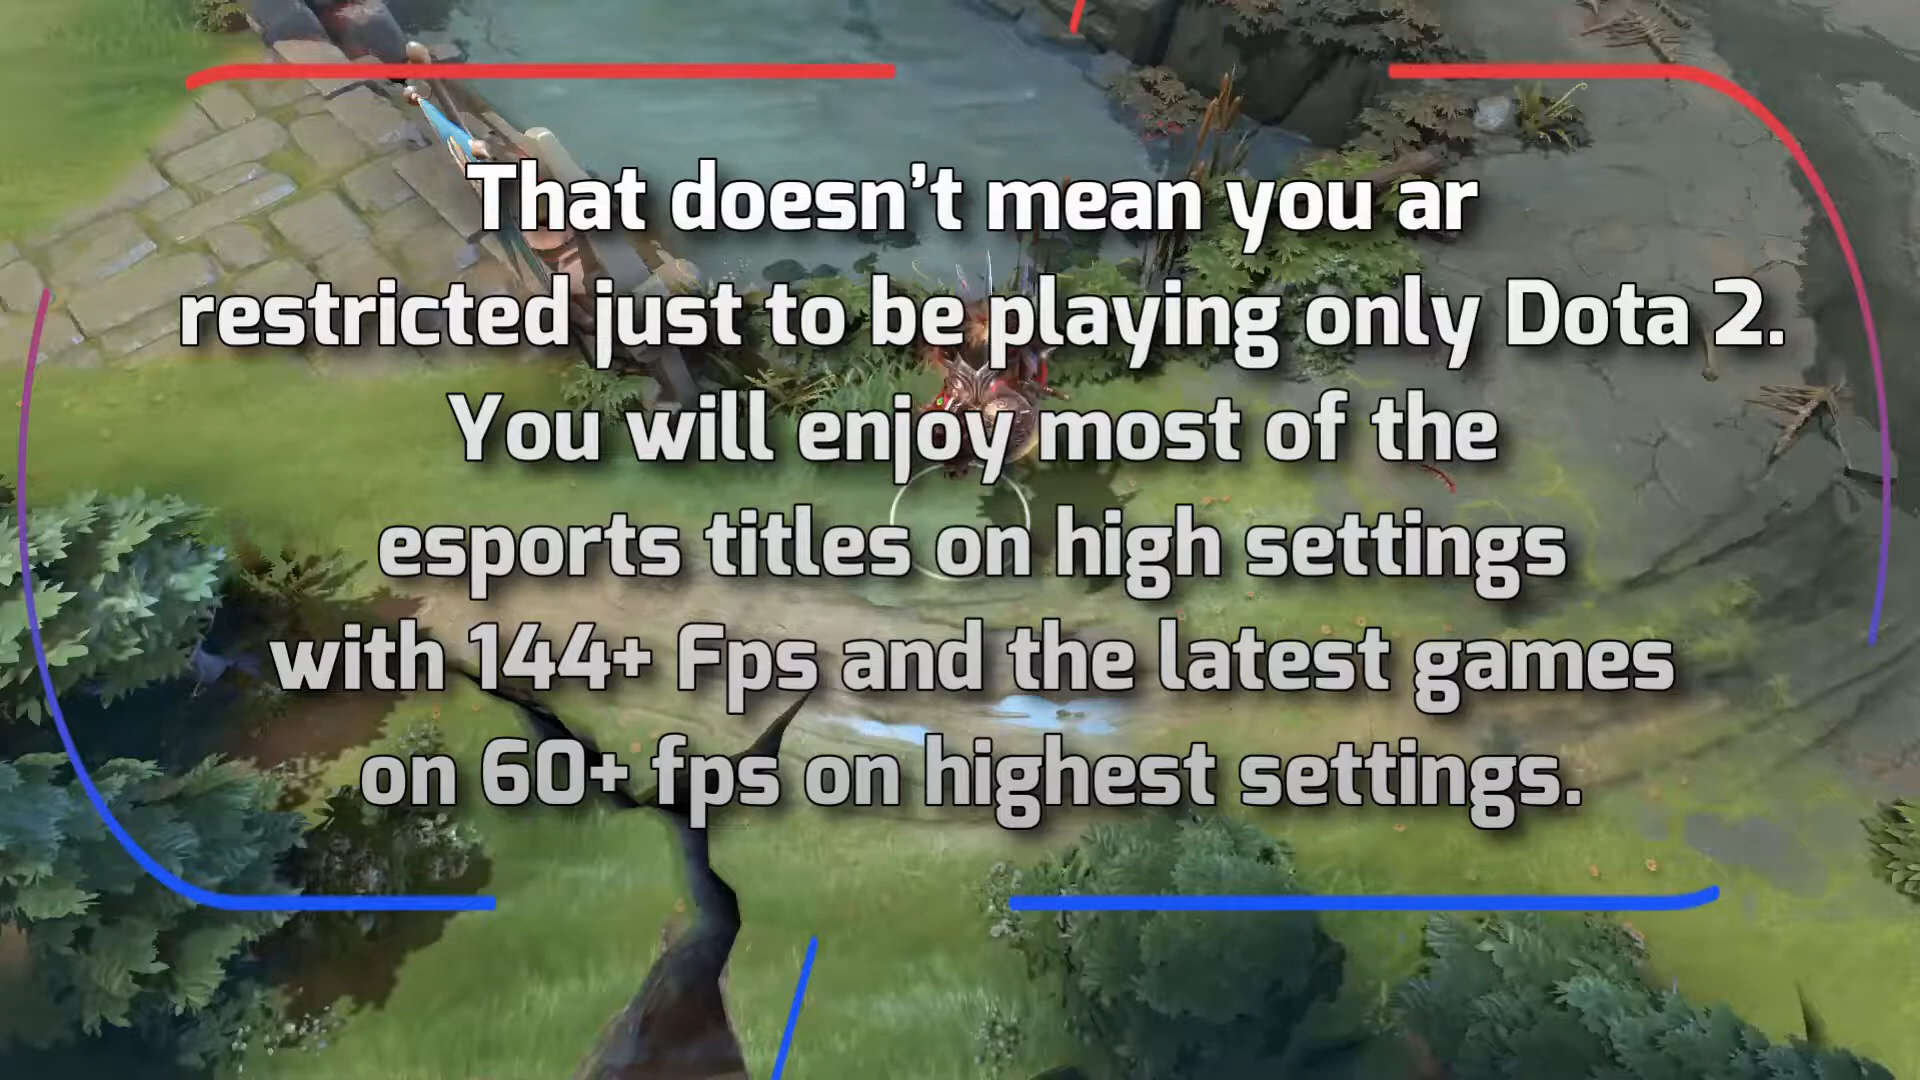 That doesn’t mean you ar
restricted just to be playing only Dota 2.
You will enjoy most of the
esports titles on high settings
with 144+ Fps and the latest games
on 60+ fps on highest settings.